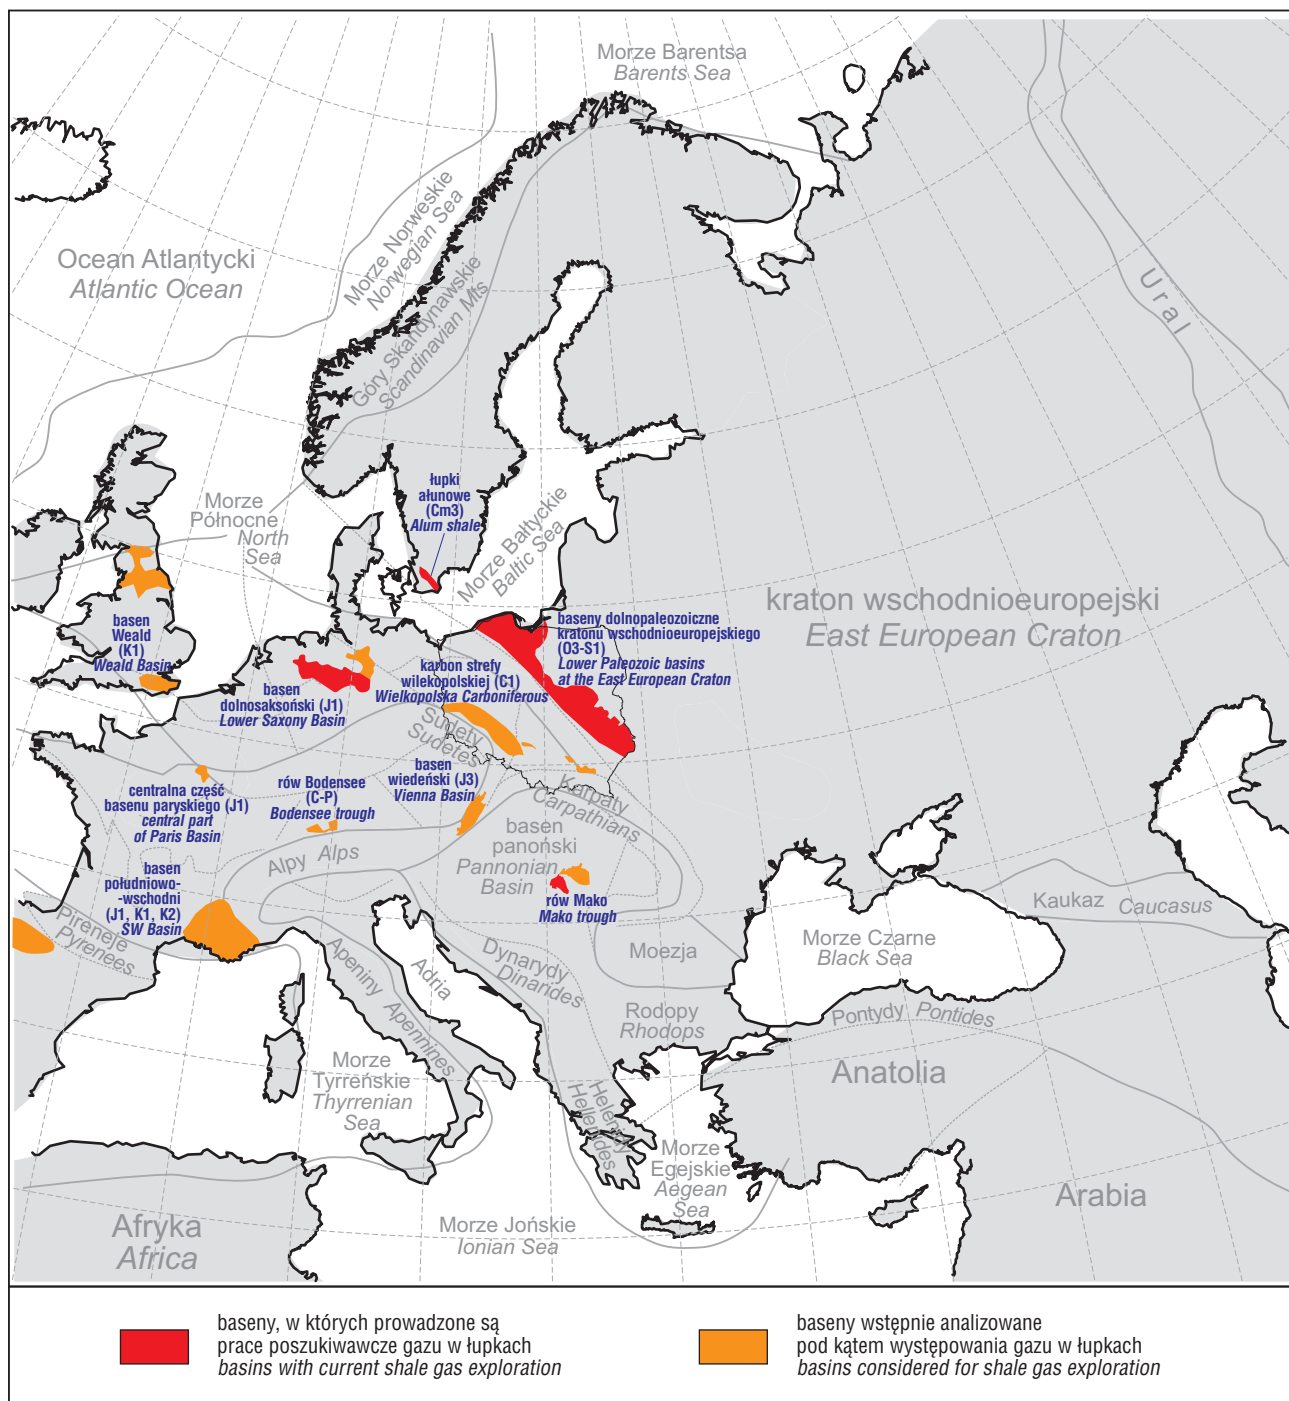 Morze Barentsa
Barents Sea
Ocean Atlantycki
Atlantic Ocean
Morze Norweskie
Norwegian Sea
Góry Skandynawskie
Scandinavian Mts
Ural
Morze
Północne
North
Sea
łupki
ałunowe
(Cm3)
Alum shale
Morze Bałtyckie
Baltic Sea
kraton wschodnioeuropejski
East European Craton
basen
Weald
(K1)
Weald Basin
baseny dolnopaleozoiczne
kratonu wschodnioeuropejskiego
(O3-S1)
Lower Paleozoic basins
at the East European Craton
karbon strefy
wilekopolskiej (C1)
Wielkopolska Carboniferous
basen
dolnosaksoński (J1)
Lower Saxony Basin
Sudety
Sudetes
basen
wiedeński (J3)
Vienna Basin
rów Bodensee
(C-P)
Bodensee trough
centralna część
basenu paryskiego (J1)
central part
of Paris Basin
Karpaty
Carpathians
basen
panoński
Pannonian
Basin
Alpy Alps
basen
południowo-
-wschodni
(J1, K1, K2)
SW Basin
rów Mako
Mako trough
Pireneje
Pyrenees
Kaukaz Caucasus
Morze Czarne
Black Sea
Moezja
Dynarydy
Dinarides
Adria
Apeniny Apennines
Rodopy
Rhodops
Pontydy Pontides
Anatolia
Morze
Tyrreńskie
Thyrrenian
Sea
Helenidy
Hellenides
Morze
Egejskie
Aegean
Sea
Arabia
Afryka
Africa
Morze Jońskie
Ionian Sea
baseny, w których prowadzone są
prace poszukiwawcze gazu w łupkach
basins with current shale gas exploration
baseny wstępnie analizowane
pod kątem występowania gazu w łupkach
basins considered for shale gas exploration